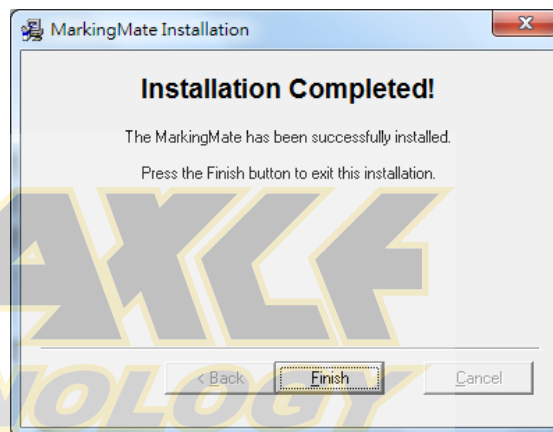 MarkingMate Installation
Installation Completed!
The MarkingMate has been successfully installed.
Press the Finish button to exit this installation.
< Back
Finish
Cancel